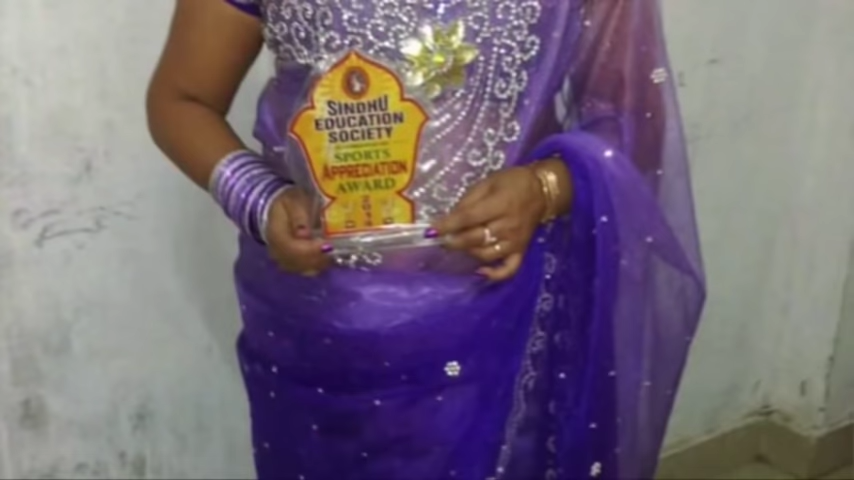 SINDHU
EDUCATION
SOCIETY
SPORTS
APPRECIATION
AWARD